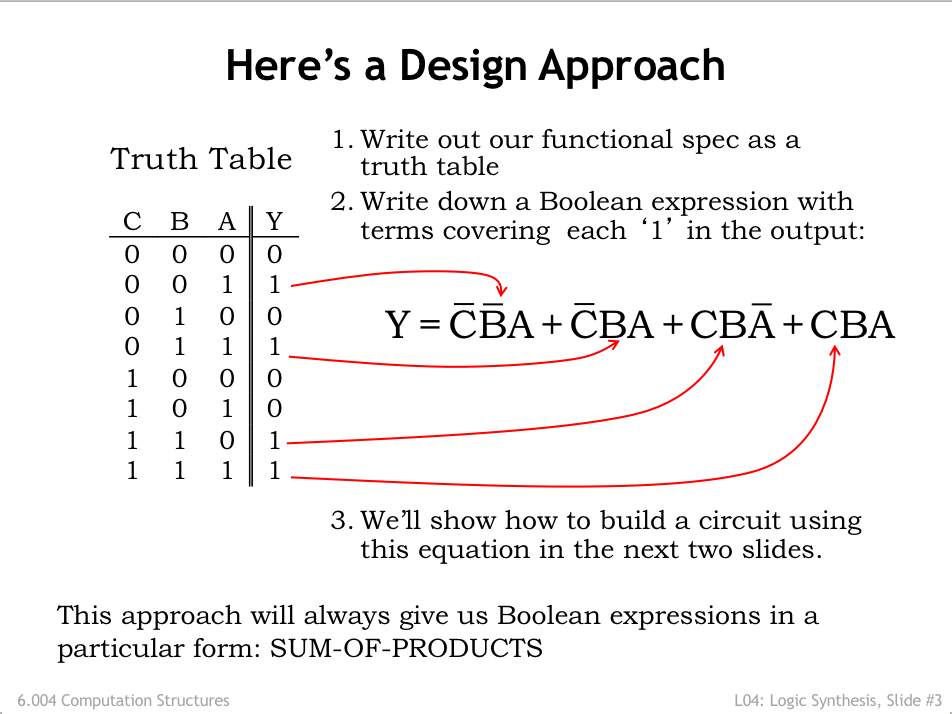 Here’s a Design Approach
Truth Table
C B A Y
0 0 0 0
0 0 1 1
0 1 0 0
0 1 1 1
1 0 0 0
1 0 1 0
1 1 0 1
1 1 1 1
1. Write out our functional spec as a
truth table
2. Write down a Boolean expression with
terms covering each ‘1’ in the output:
Y = C̅B̅A + C̅BA + CBA̅ + CBA
3. We’ll show how to build a circuit using
this equation in the next two slides.
This approach will always give us Boolean expressions in a
particular form: SUM-OF-PRODUCTS
6.004 Computation Structures
L04: Logic Synthesis, Slide #3